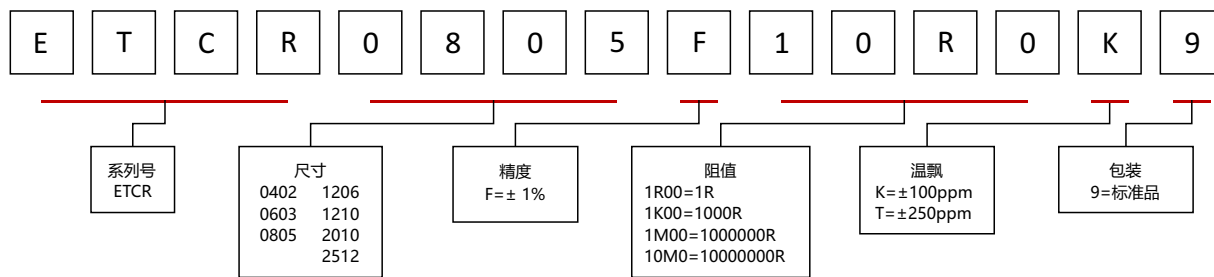 E T C R 0 8 0 5 F 1 0 R 0 K 9
系列号
ETCR
尺寸
0402 1206
0603 1210
0805 2010
2512
精度
F=± 1%
阻值
1R00=1R
1K00=1000R
1M00=1000000R
10M0=10000000R
温飘
K=±100ppm
T=±250ppm
包装
9=标准品